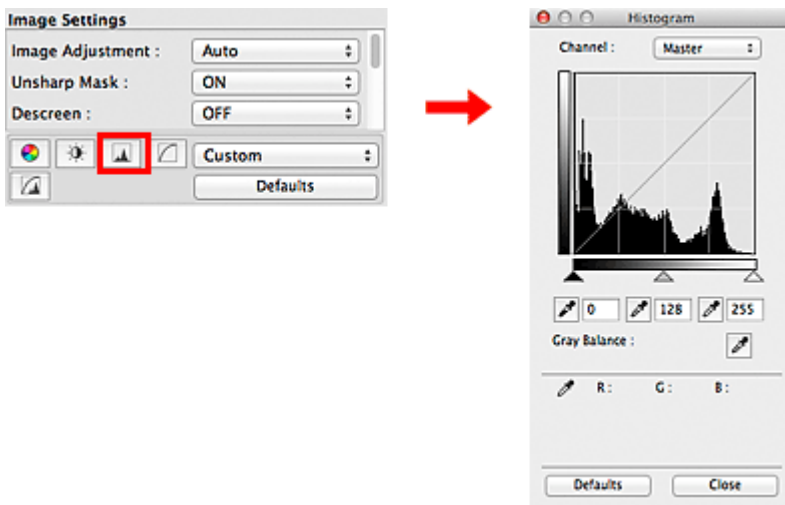 Image Settings
Image Adjustment : Auto
Unsharp Mask : ON
Descreen : OFF
Custom
Defaults
Histogram
Channel : Master
0 128 255
Gray Balance :
R : G : B :
Defaults Close